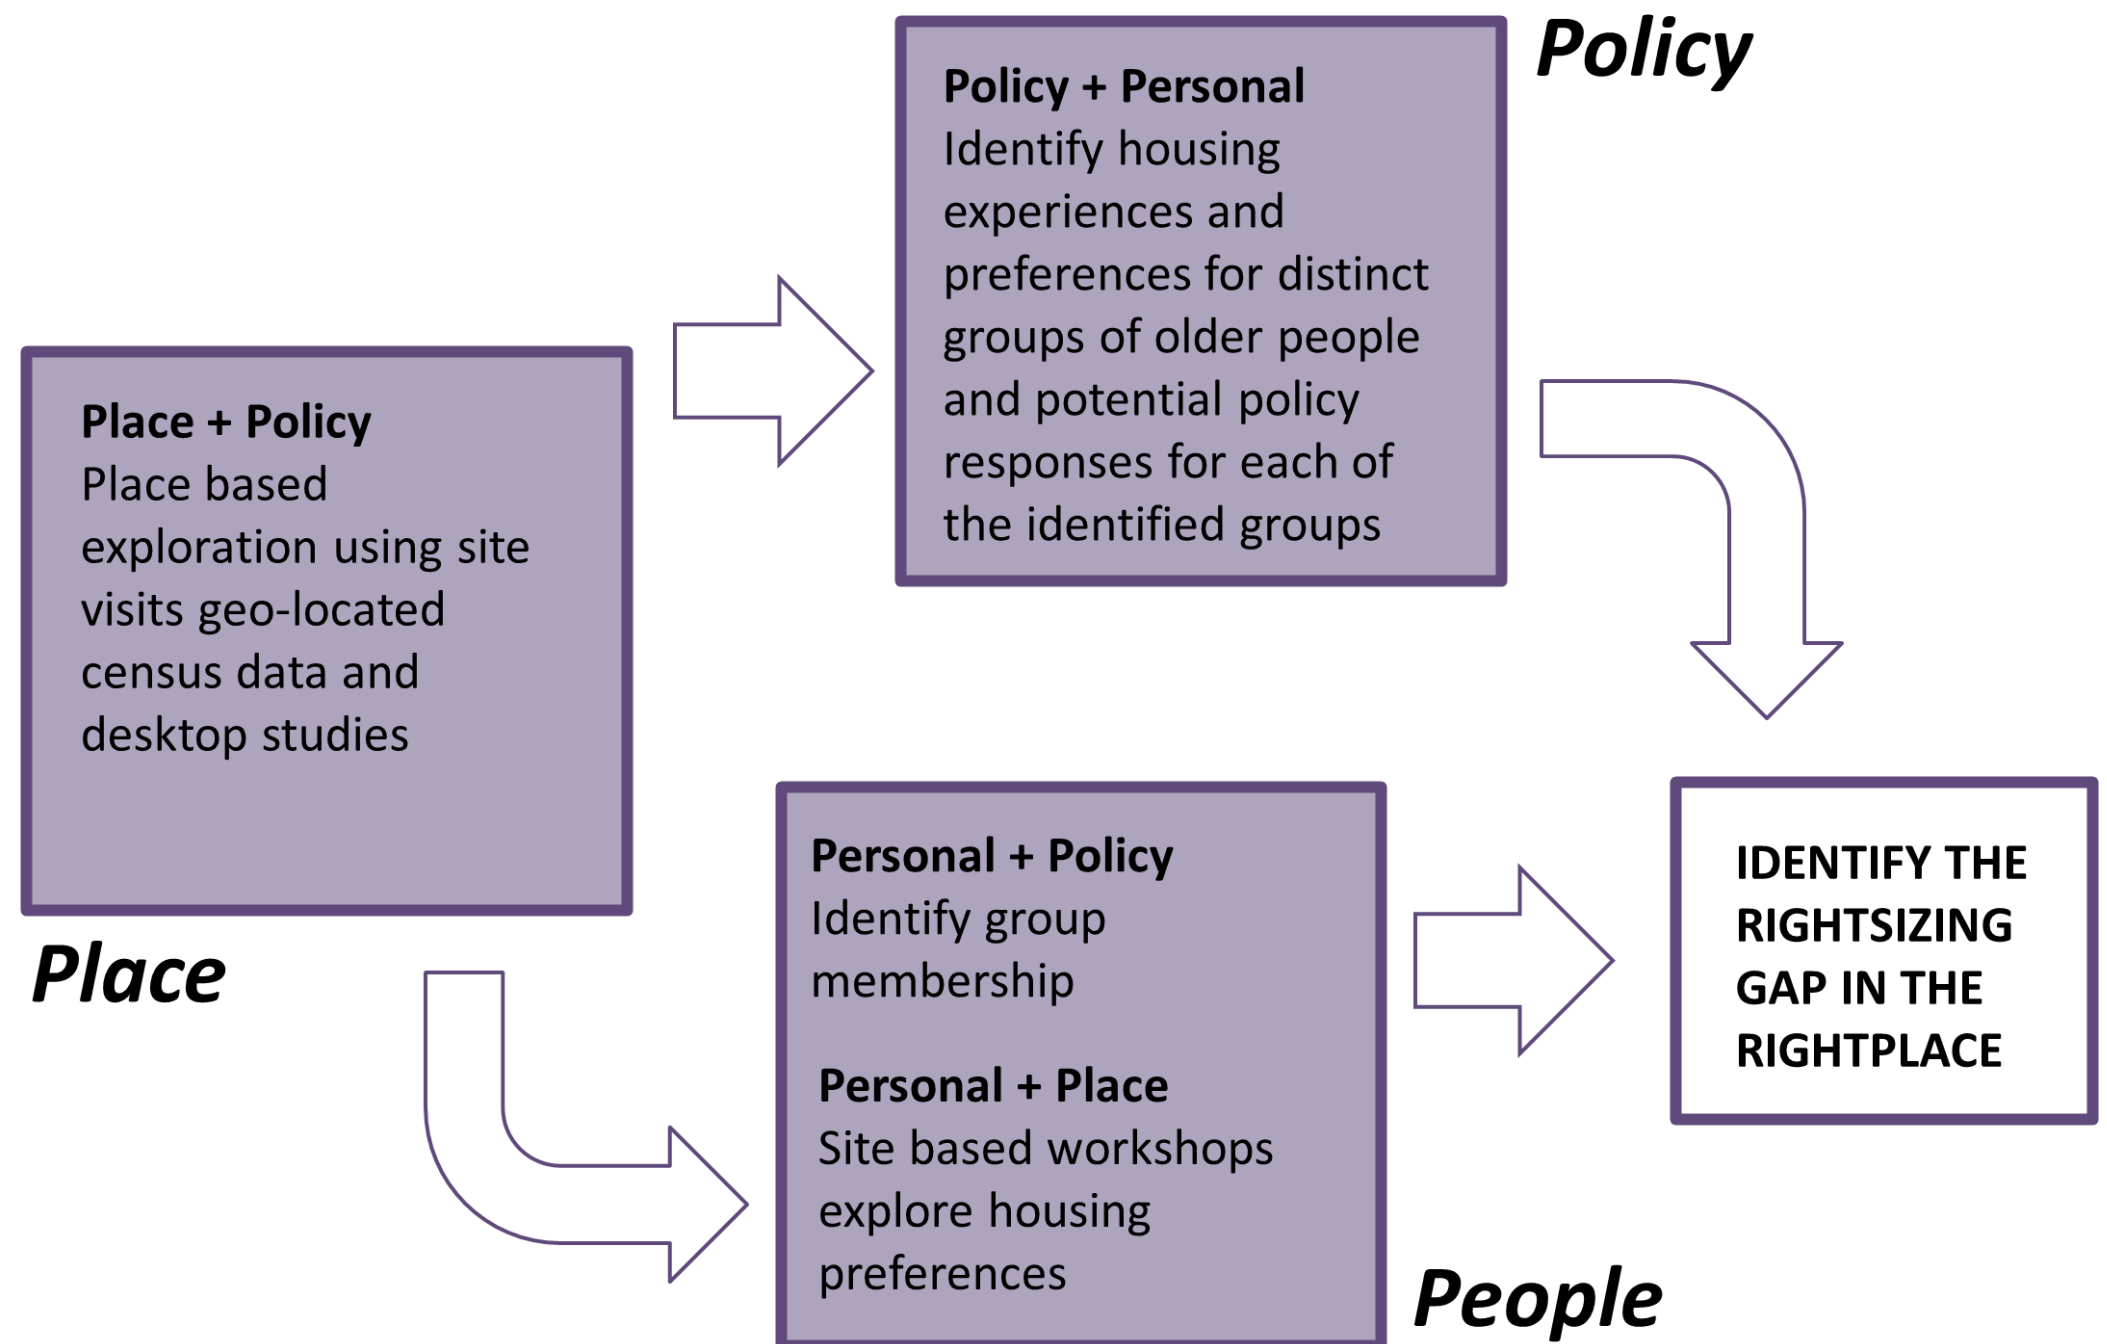 Policy
Policy + Personal
Identify housing
experiences and
preferences for distinct
groups of older people
and potential policy
responses for each of
the identified groups
Place + Policy
Place based
exploration using site
visits geo-located
census data and
desktop studies
Place
Personal + Policy
Identify group
membership
Personal + Place
Site based workshops
explore housing
preferences
People
IDENTIFY THE
RIGHTSIZING
GAP IN THE
RIGHTPLACE